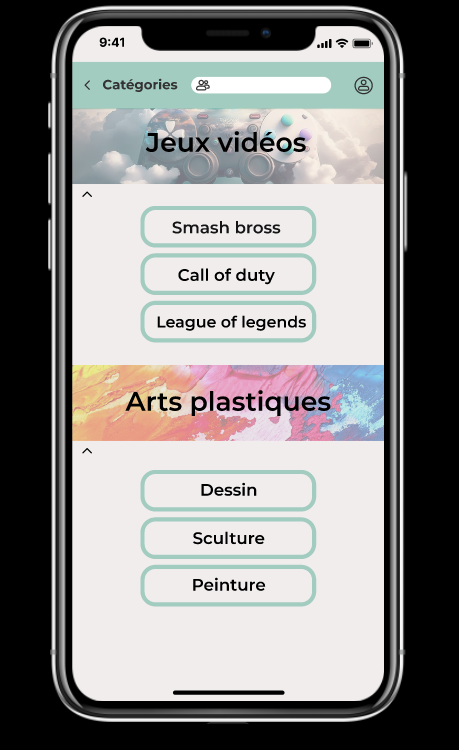 9:41
Catégories
Jeux vidéos
Smash bross
Call of duty
League of legends
Arts plastiques
Dessin
Sculture
Peinture